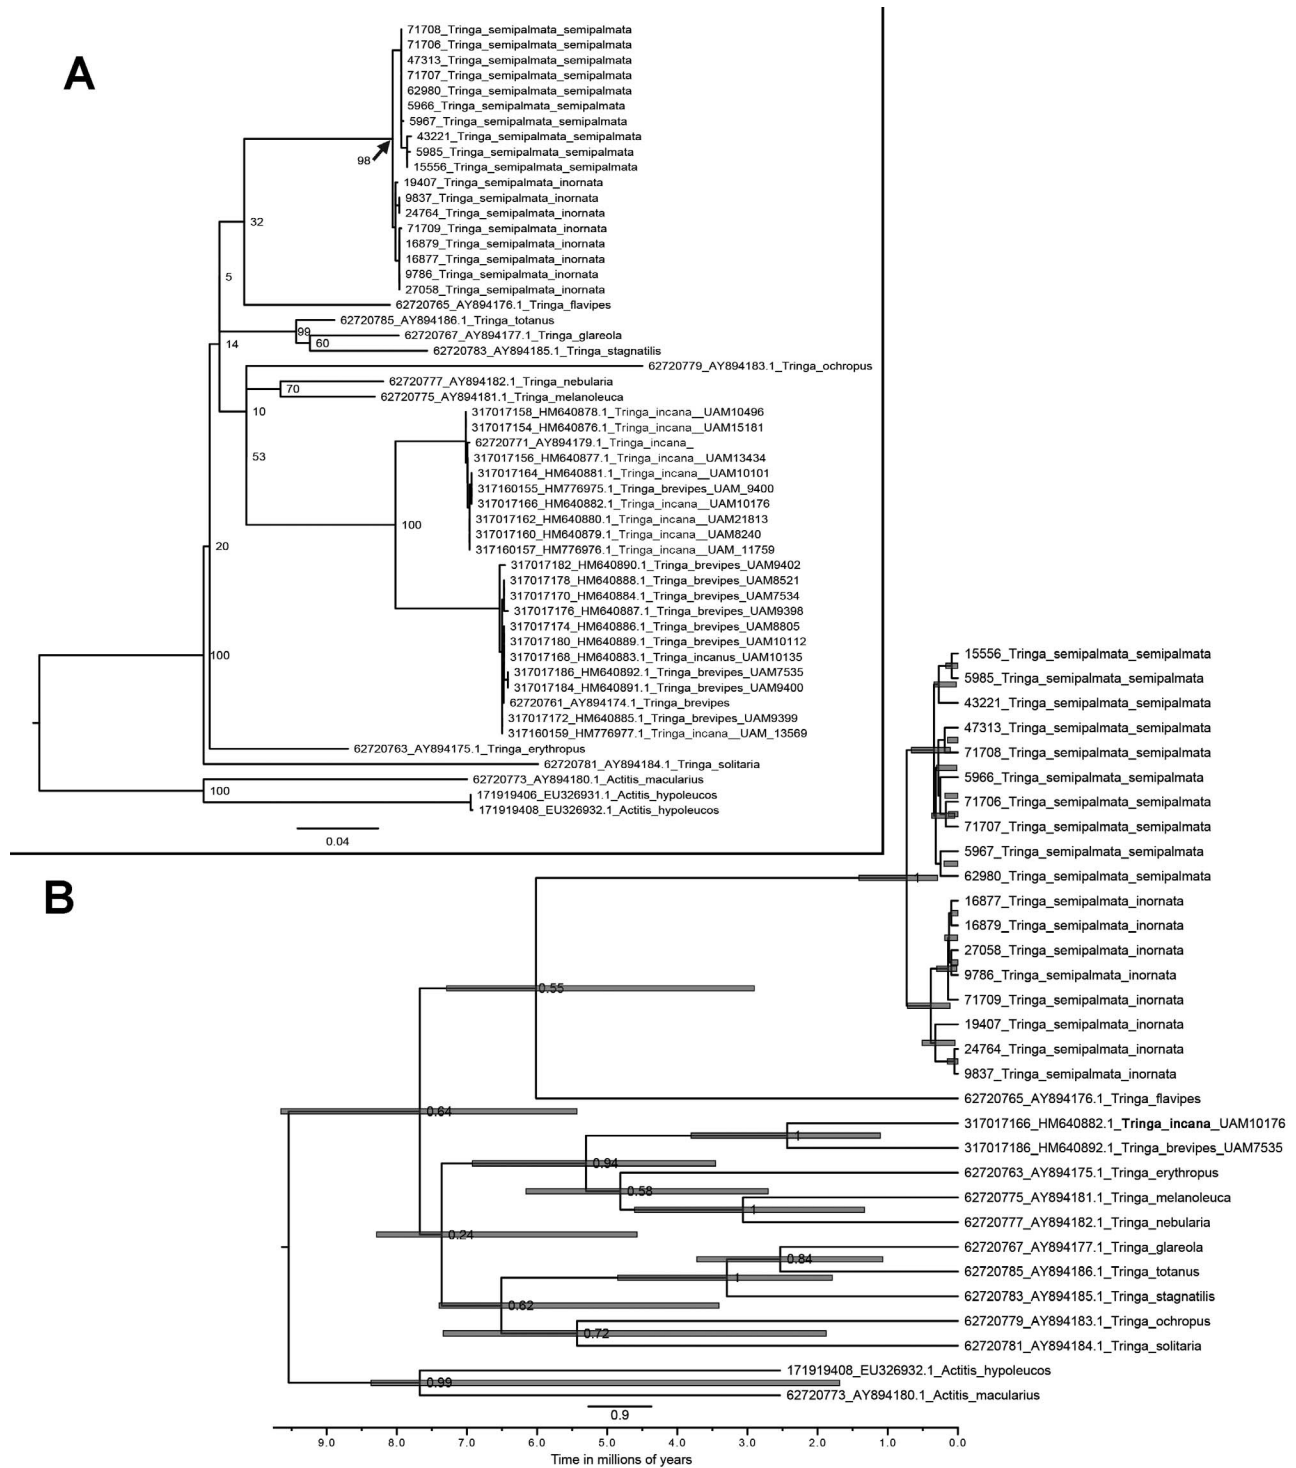 A
71708_Tringa_semipalmata_semipalmata
71706_Tringa_semipalmata_semipalmata
47313_Tringa_semipalmata_semipalmata
71707_Tringa_semipalmata_semipalmata
62980_Tringa_semipalmata_semipalmata
5966_Tringa_semipalmata_semipalmata
5967_Tringa_semipalmata_semipalmata
43221_Tringa_semipalmata_semipalmata
5985_Tringa_semipalmata_semipalmata
98
15556_Tringa_semipalmata_semipalmata
19407_Tringa_semipalmata_inornata
9837_Tringa_semipalmata_inornata
24764_Tringa_semipalmata_inornata
32
71709_Tringa_semipalmata_inornata
16879_Tringa_semipalmata_inornata
16877_Tringa_semipalmata_inornata
5
9786_Tringa_semipalmata_inornata
27058_Tringa_semipalmata_inornata
62720765_AY894176.1_Tringa_flavipes
62720785_AY894186.1_Tringa_totanus
99
62720767_AY894177.1_Tringa_glareola
14
60
62720783_AY894185.1_Tringa_stagnatilis
62720779_AY894183.1_Tringa_ochropus
62720777_AY894182.1_Tringa_nebularia
70
62720775_AY894181.1_Tringa_melanoleuca
10
317017158_HM640878.1_Tringa_incana__UAM10496
317017154_HM640876.1_Tringa_incana__UAM15181
62720771_AY894179.1_Tringa_incana_
53
317017156_HM640877.1_Tringa_incana__UAM13434
317017164_HM640881.1_Tringa_incana__UAM10101
317160155_HM776975.1_Tringa_brevipes_UAM_9400
317017166_HM640882.1_Tringa_incana__UAM10176
317017162_HM640880.1_Tringa_incana__UAM21813
100
317017160_HM640879.1_Tringa_incana__UAM8240
317160157_HM776976.1_Tringa_incana__UAM_11759
20
317017182_HM640890.1_Tringa_brevipes_UAM9402
317017178_HM640888.1_Tringa_brevipes_UAM8521
317017170_HM640884.1_Tringa_brevipes_UAM7534
317017176_HM640887.1_Tringa_brevipes_UAM9398
317017174_HM640886.1_Tringa_brevipes_UAM8805
317017180_HM640889.1_Tringa_brevipes_UAM10112
100
317017168_HM640883.1_Tringa_incanus_UAM10135
317017186_HM640892.1_Tringa_brevipes_UAM7535
317017184_HM640891.1_Tringa_brevipes_UAM9400
62720761_AY894174.1_Tringa_brevipes
317017172_HM640885.1_Tringa_brevipes_UAM9399
317160159_HM776977.1_Tringa_incana__UAM_13569
62720763_AY894175.1_Tringa_erythropus
62720781_AY894184.1_Tringa_solitaria
62720773_AY894180.1_Actitis_macularius
100
171919406_EU326931.1_Actitis_hypoleucos
171919408_EU326932.1_Actitis_hypoleucos
0.04
B
15556_Tringa_semipalmata_semipalmata
5985_Tringa_semipalmata_semipalmata
43221_Tringa_semipalmata_semipalmata
47313_Tringa_semipalmata_semipalmata
71708_Tringa_semipalmata_semipalmata
5966_Tringa_semipalmata_semipalmata
71706_Tringa_semipalmata_semipalmata
71707_Tringa_semipalmata_semipalmata
5967_Tringa_semipalmata_semipalmata
1
62980_Tringa_semipalmata_semipalmata
16877_Tringa_semipalmata_inornata
16879_Tringa_semipalmata_inornata
27058_Tringa_semipalmata_inornata
9786_Tringa_semipalmata_inornata
0.55
71709_Tringa_semipalmata_inornata
19407_Tringa_semipalmata_inornata
24764_Tringa_semipalmata_inornata
9837_Tringa_semipalmata_inornata
62720765_AY894176.1_Tringa_flavipes
0.64
317017166_HM640882.1_Tringa_incana_UAM10176
1
317017186_HM640892.1_Tringa_brevipes_UAM7535
0.94
62720763_AY894175.1_Tringa_erythropus
0.58
62720775_AY894181.1_Tringa_melanoleuca
1
62720777_AY894182.1_Tringa_nebularia
0.24
62720767_AY894177.1_Tringa_glareola
0.84
62720785_AY894186.1_Tringa_totanus
1
62720783_AY894185.1_Tringa_stagnatilis
0.62
62720779_AY894183.1_Tringa_ochropus
0.72
62720781_AY894184.1_Tringa_solitaria
171919408_EU326932.1_Actitis_hypoleucos
0.99
62720773_AY894180.1_Actitis_macularius
0.9
9.0 8.0 7.0 6.0 5.0 4.0 3.0 2.0 1.0 0.0
Time in millions of years